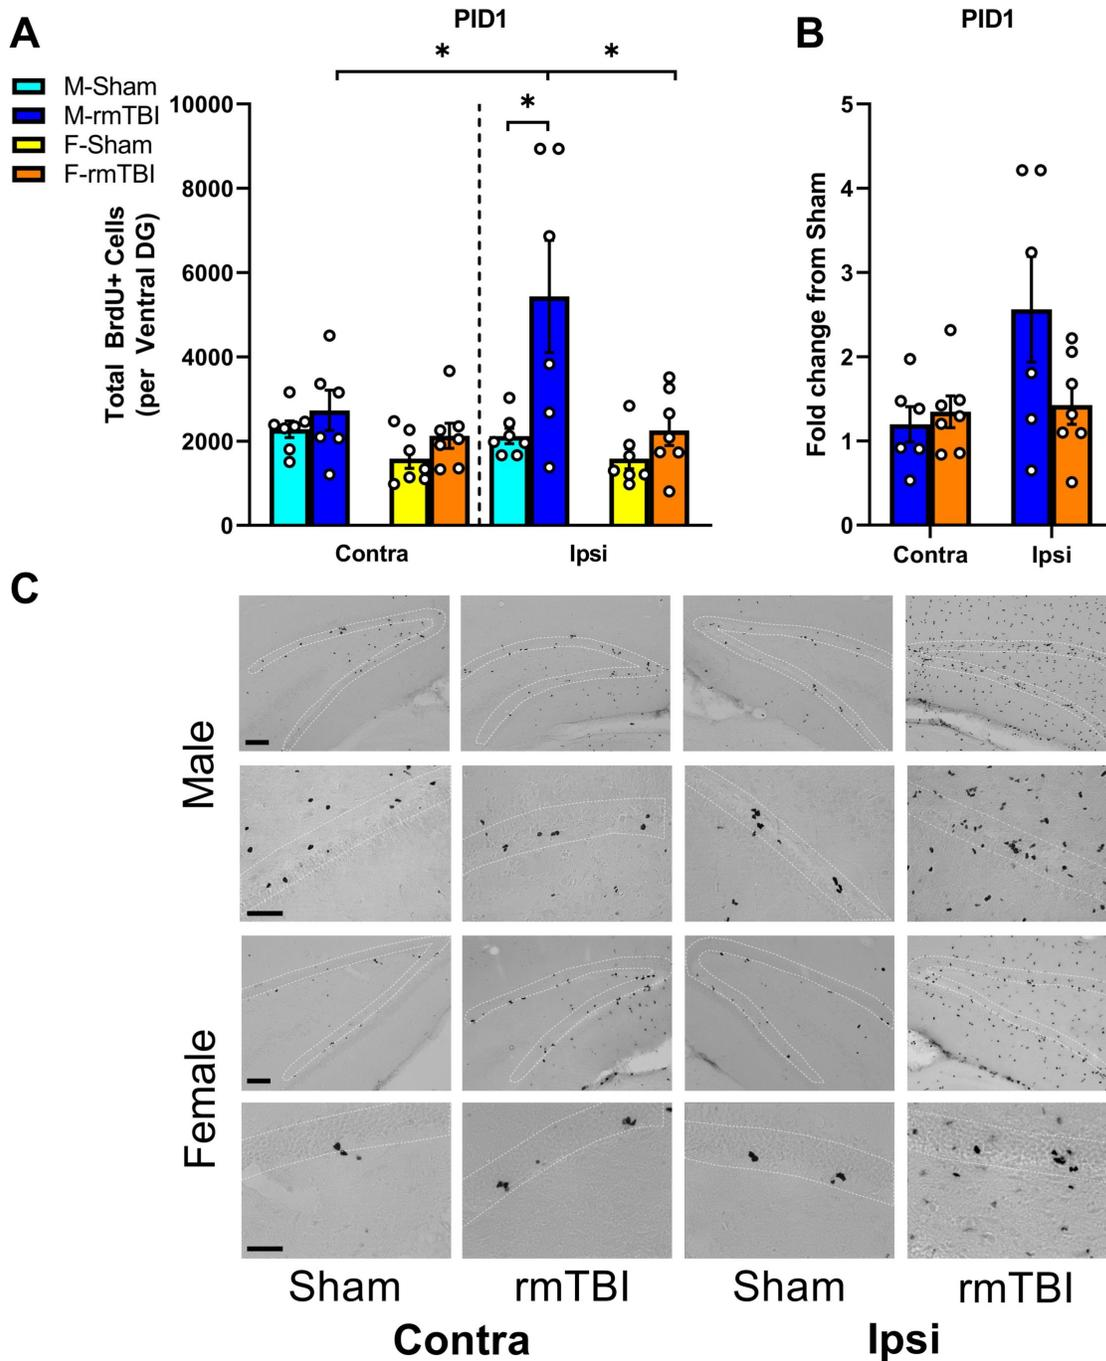 A
PID1
B
PID1
* *
*
M-Sham
M-rmTBI
F-Sham
F-rmTBI
Total BrdU+ Cells
(per Ventral DG)
10000
8000
6000
4000
2000
0
Contra Ipsi
Fold change from Sham
5
4
3
2
1
0
Contra Ipsi
C
Male
Female
Sham rmTBI Sham rmTBI
Contra Ipsi